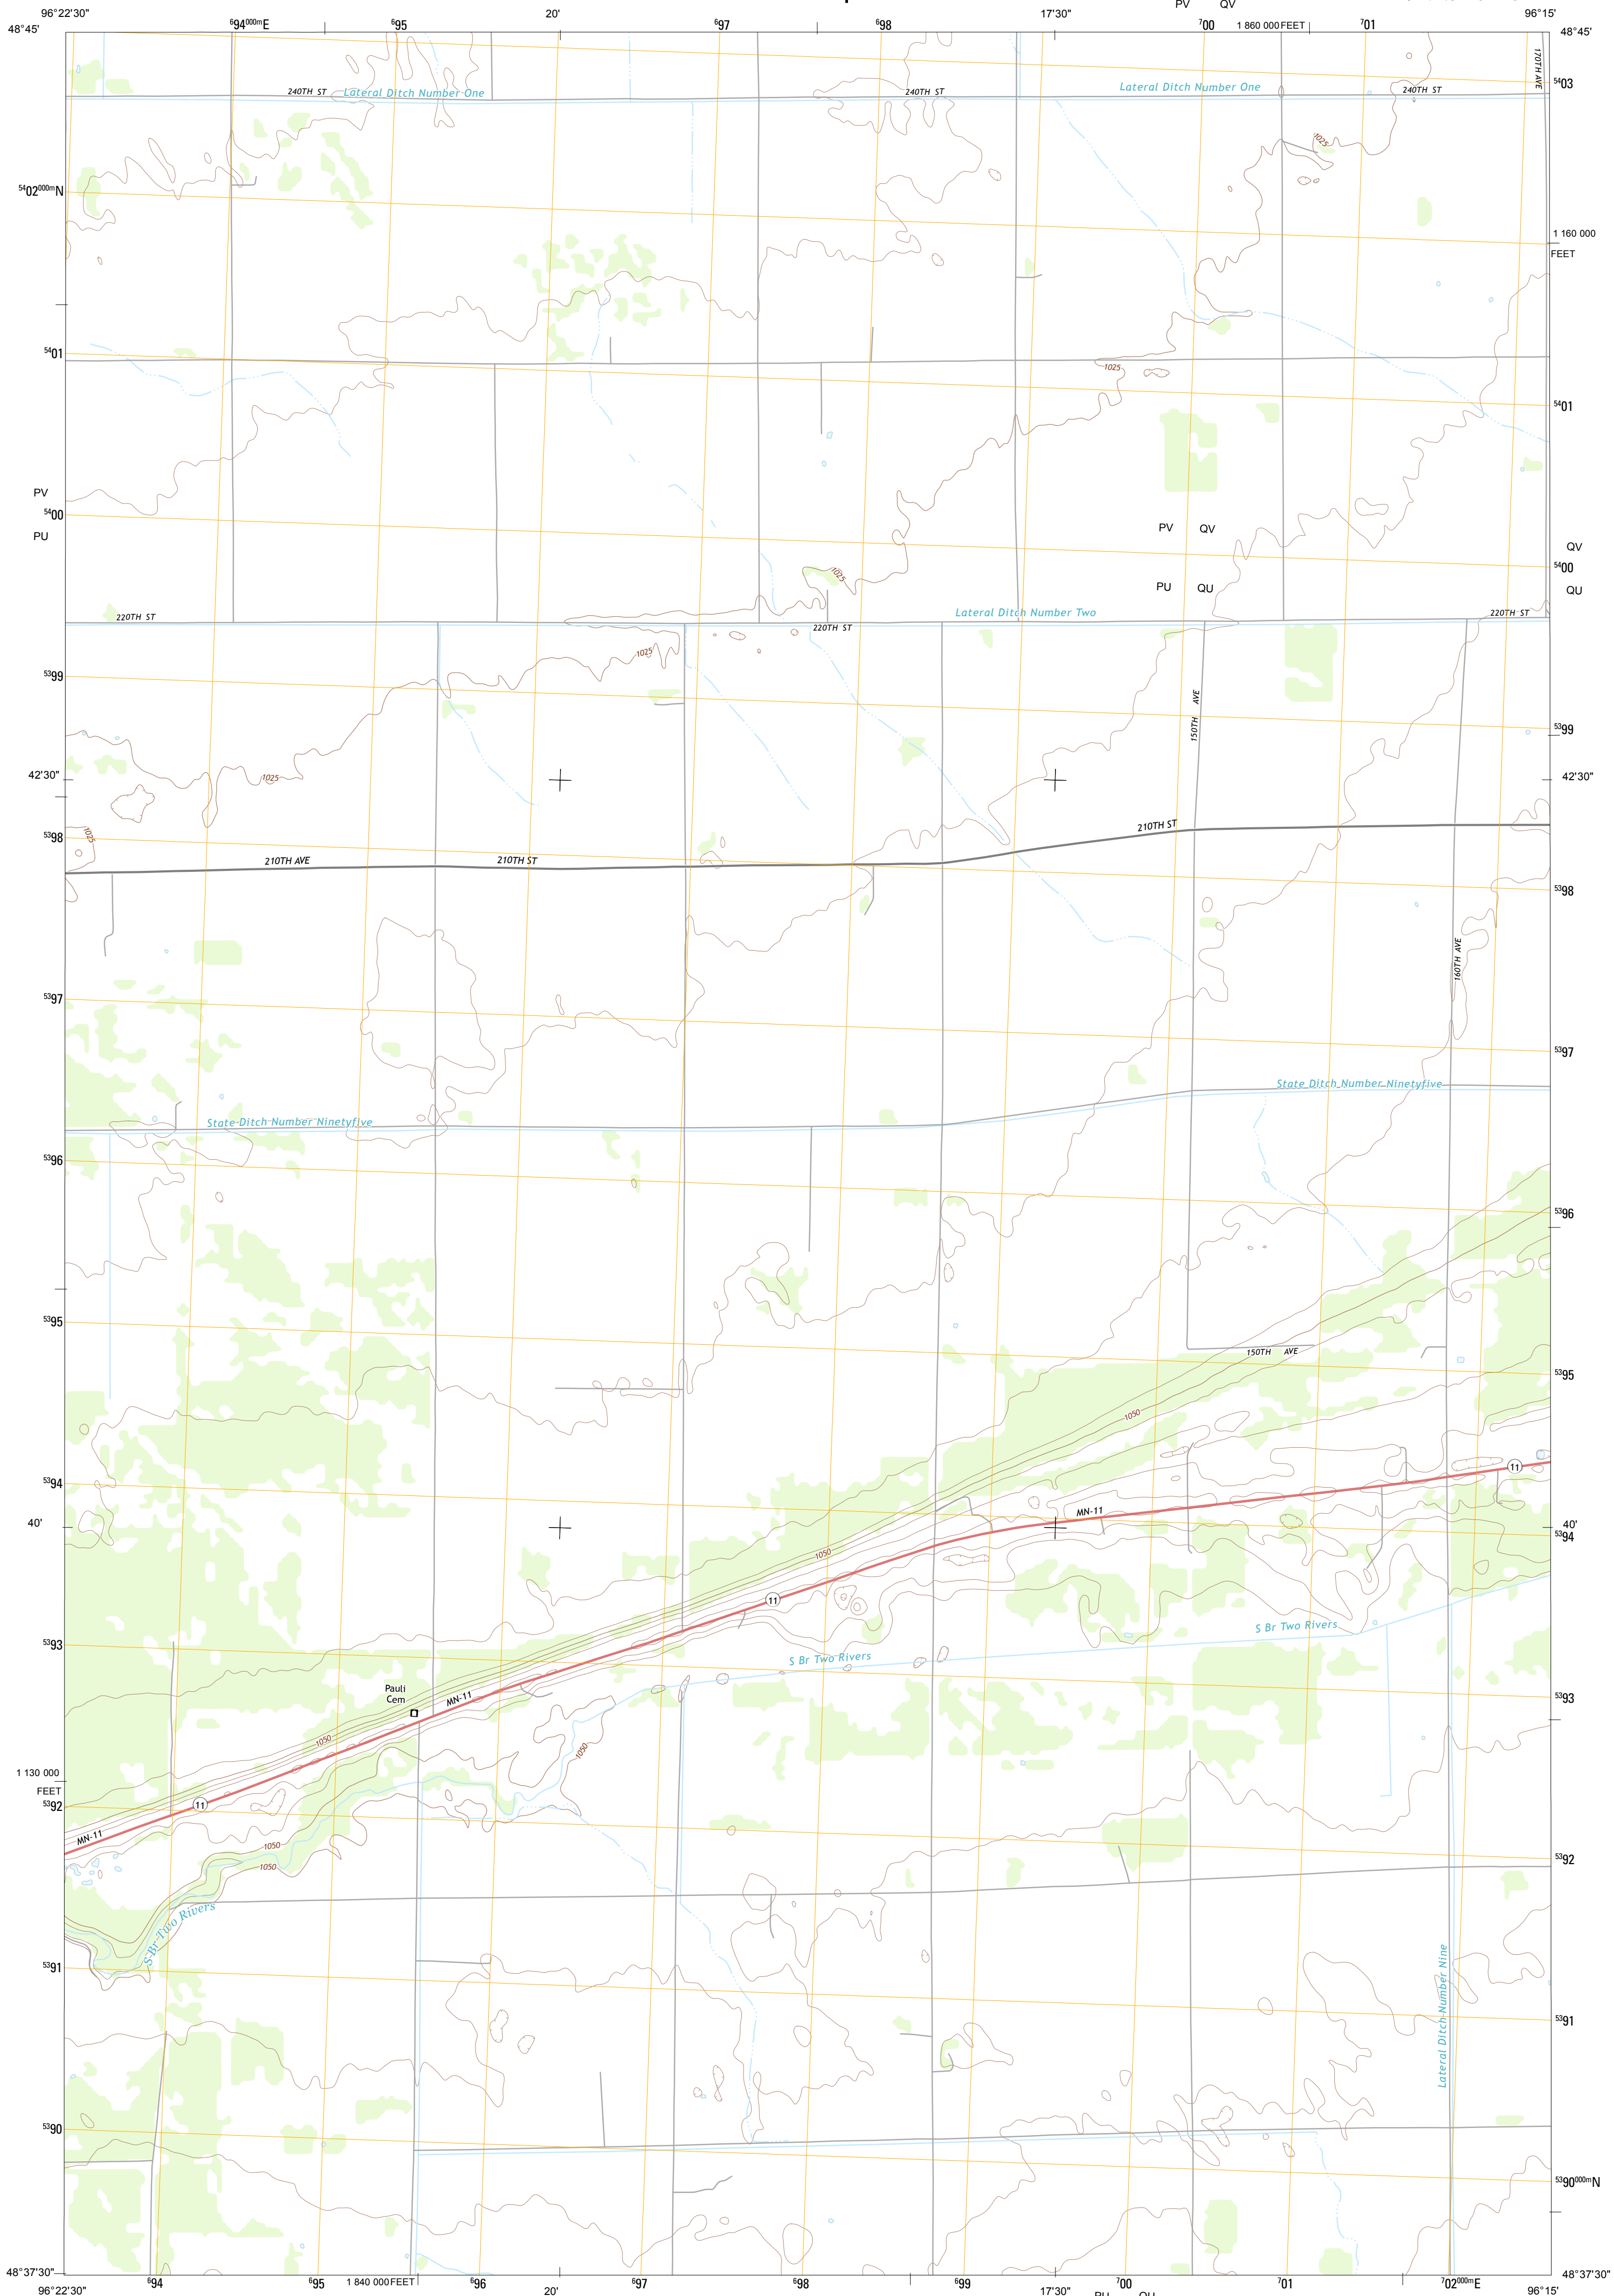 PV QV
96°22'30" 20' 17'30" 96°15'
⁶94⁰⁰⁰ᵐE ⁶95 ⁶97 ⁶98 ⁷00 1 860 000 FEET ⁷01
48°45' 48°45'
170TH AVE
⁵⁴03
240TH ST Lateral Ditch Number One 240TH ST Lateral Ditch Number One 240TH ST
1025
⁵⁴02⁰⁰⁰ᵐN
1 160 000
FEET
⁵⁴01
1025
⁵⁴01
PV
⁵⁴00
PU
PV QV
QV
⁵⁴00
QU
1025
PU QU
Lateral Ditch Number Two
220TH ST 220TH ST 220TH ST
1025
⁵³99
150TH AVE
⁵³99
42'30" 1025 42'30"
1025
⁵³98
210TH ST
210TH AVE 210TH ST
⁵³98
160TH AVE
⁵³97
⁵³97
State Ditch Number Ninetyfive
State Ditch Number Ninetyfive
⁵³96
⁵³96
⁵³95
150TH AVE
⁵³95
1050
11
⁵³94
MN-11
40' 40'
⁵³94
1050
11
S Br Two Rivers
⁵³93
S Br Two Rivers
Pauli
Cem
MN-11
⁵³93
1050
1050
1 130 000
FEET
⁵³92
11
MN-11
1050
1050
⁵³92
S Br Two Rivers
⁵³91
Lateral Ditch Number Nine
⁵³91
⁵³90
⁵³90⁰⁰⁰ᵐN
48°37'30" 48°37'30"
⁶94 ⁶95 1 840 000 FEET ⁶96 ⁶97 ⁶98 ⁶99 ⁷00 ⁷01 ⁷02⁰⁰⁰ᵐE
96°22'30" 20' 17'30" 96°15'
PU QU